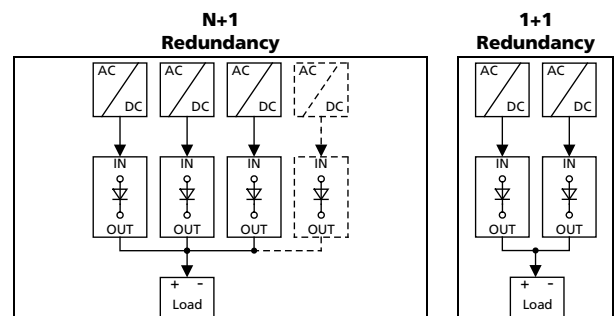 N+1
Redundancy
AC
DC
AC
DC
AC
DC
AC
DC
IN
IN
IN
IN
OUT
OUT
OUT
OUT
+ -
Load
1+1
Redundancy
AC
DC
AC
DC
IN
IN
OUT
OUT
+ -
Load